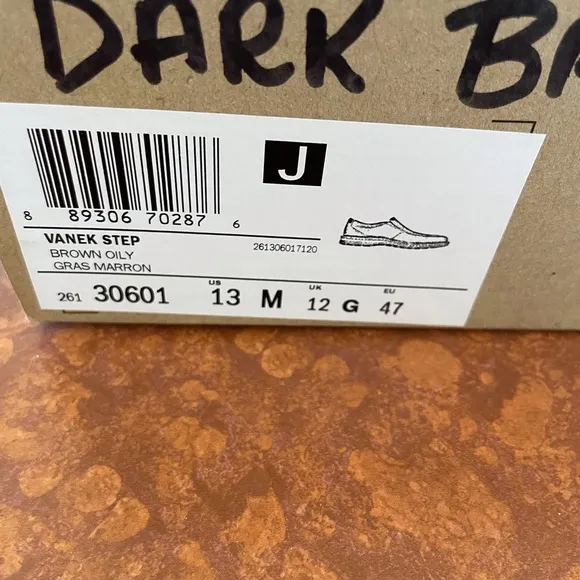 DARK
J
8 89306 70287 6
VANEK STEP
BROWN OILY
GRAS MARRON
261306017120
US UK EU
261 30601 13 M 12 G 47